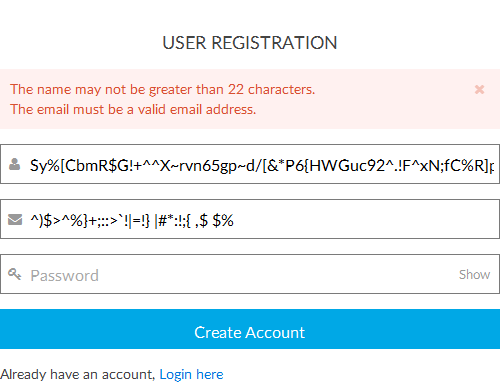 USER REGISTRATION
The name may not be greater than 22 characters.
The email must be a valid email address.
Sy%[CbmR$G!+^^X~rvn65gp~d/[&*P6{HWGuc92^.!F^xN;fC%R]p
^)$>^%}+;::>`!|=!} |#*:!;{ ,$ $%
Password
Show
Create Account
Already have an account, Login here